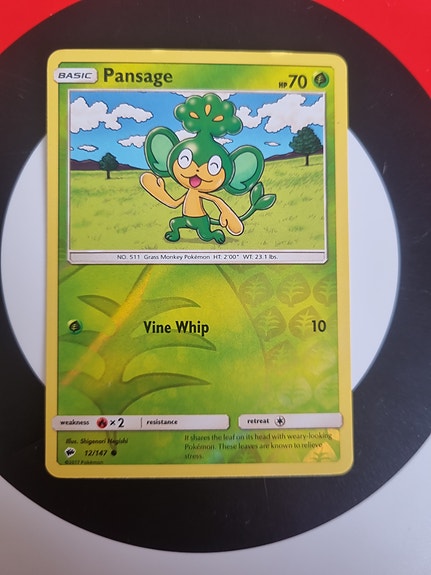 BASIC Pansage HP 70
NO. 511 Grass Monkey Pokémon HT: 2'00" WT: 23.1 lbs.
Vine Whip 10
weakness ×2 resistance retreat
Illus. Shigenori Negishi
12/147
©2017 Pokémon
It shares the leaf on its head with weary-looking
Pokémon. These leaves are known to relieve
stress.